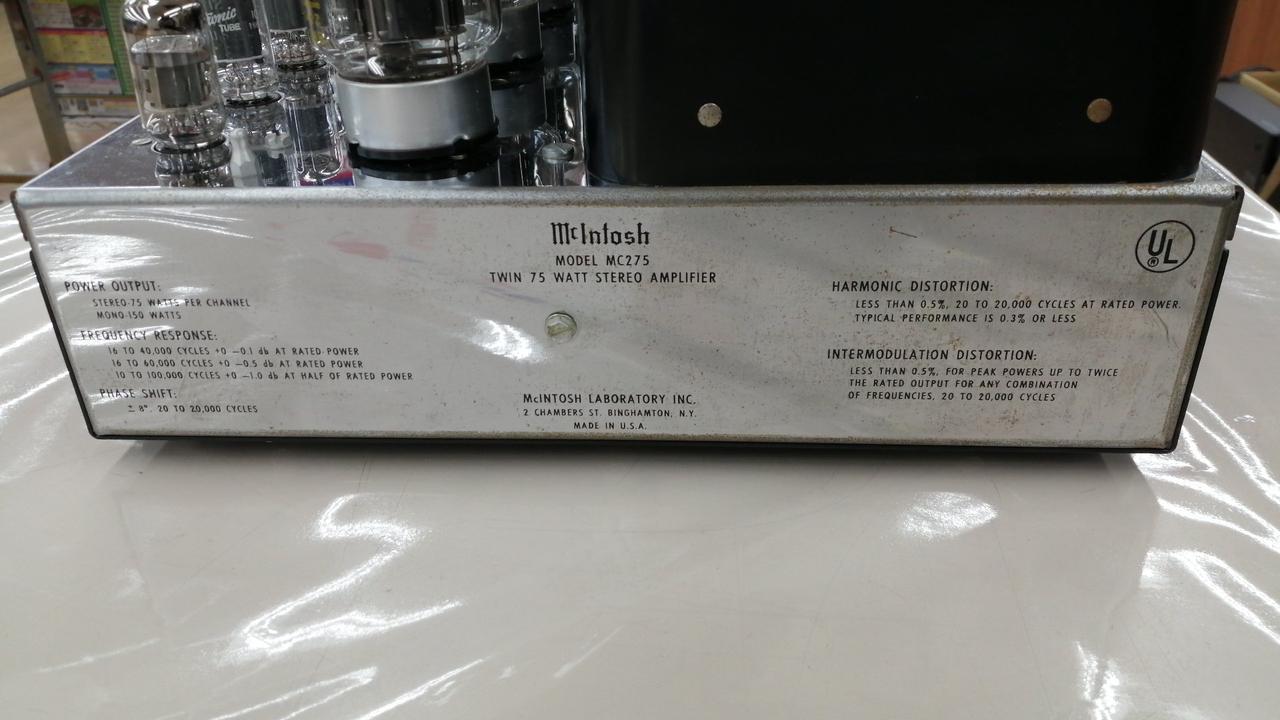 onic
TUBE
McIntosh
MODEL MC275
TWIN 75 WATT STEREO AMPLIFIER
POWER OUTPUT:
STEREO-75 WATTS PER CHANNEL
MONO-150 WATTS
FREQUENCY RESPONSE:
16 TO 40,000 CYCLES +0 −0.1 db AT RATED POWER
16 TO 60,000 CYCLES +0 −0.5 db AT RATED POWER
10 TO 100,000 CYCLES +0 −1.0 db AT HALF OF RATED POWER
PHASE SHIFT:
± 8°, 20 TO 20,000 CYCLES
McINTOSH LABORATORY INC.
2 CHAMBERS ST. BINGHAMTON, N.Y.
MADE IN U.S.A.
UL
®
HARMONIC DISTORTION:
LESS THAN 0.5%, 20 TO 20,000 CYCLES AT RATED POWER.
TYPICAL PERFORMANCE IS 0.3% OR LESS
INTERMODULATION DISTORTION:
LESS THAN 0.5%, FOR PEAK POWERS UP TO TWICE
THE RATED OUTPUT FOR ANY COMBINATION
OF FREQUENCIES, 20 TO 20,000 CYCLES